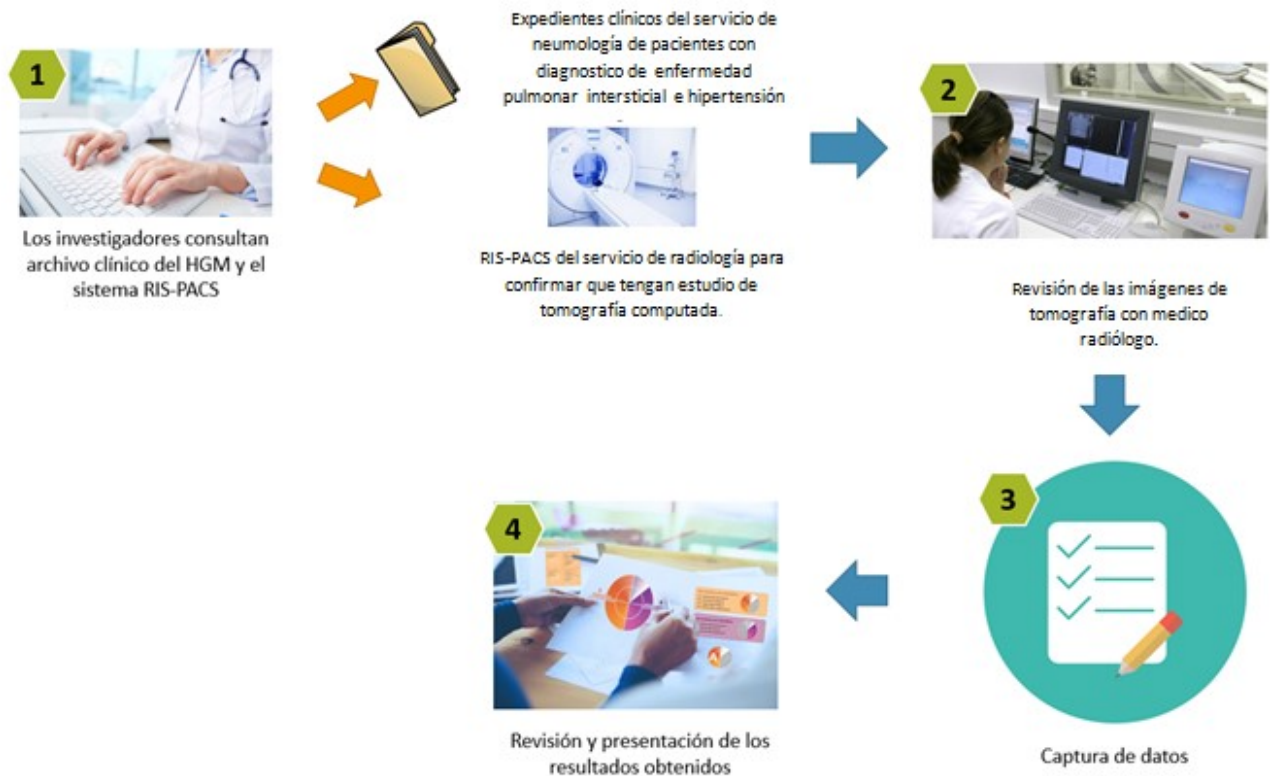 1
Los investigadores consultan
archivo clínico del HGM y el
sistema RIS-PACS
Expedientes clínicos del servicio de
neumología de pacientes con
diagnostico de enfermedad
pulmonar intersticial e hipertensión
RIS-PACS del servicio de radiología para
confirmar que tengan estudio de
tomografía computada.
2
Revisión de las imágenes de
tomografía con medico
radiólogo.
3
Captura de datos
4
Revisión y presentación de los
resultados obtenidos